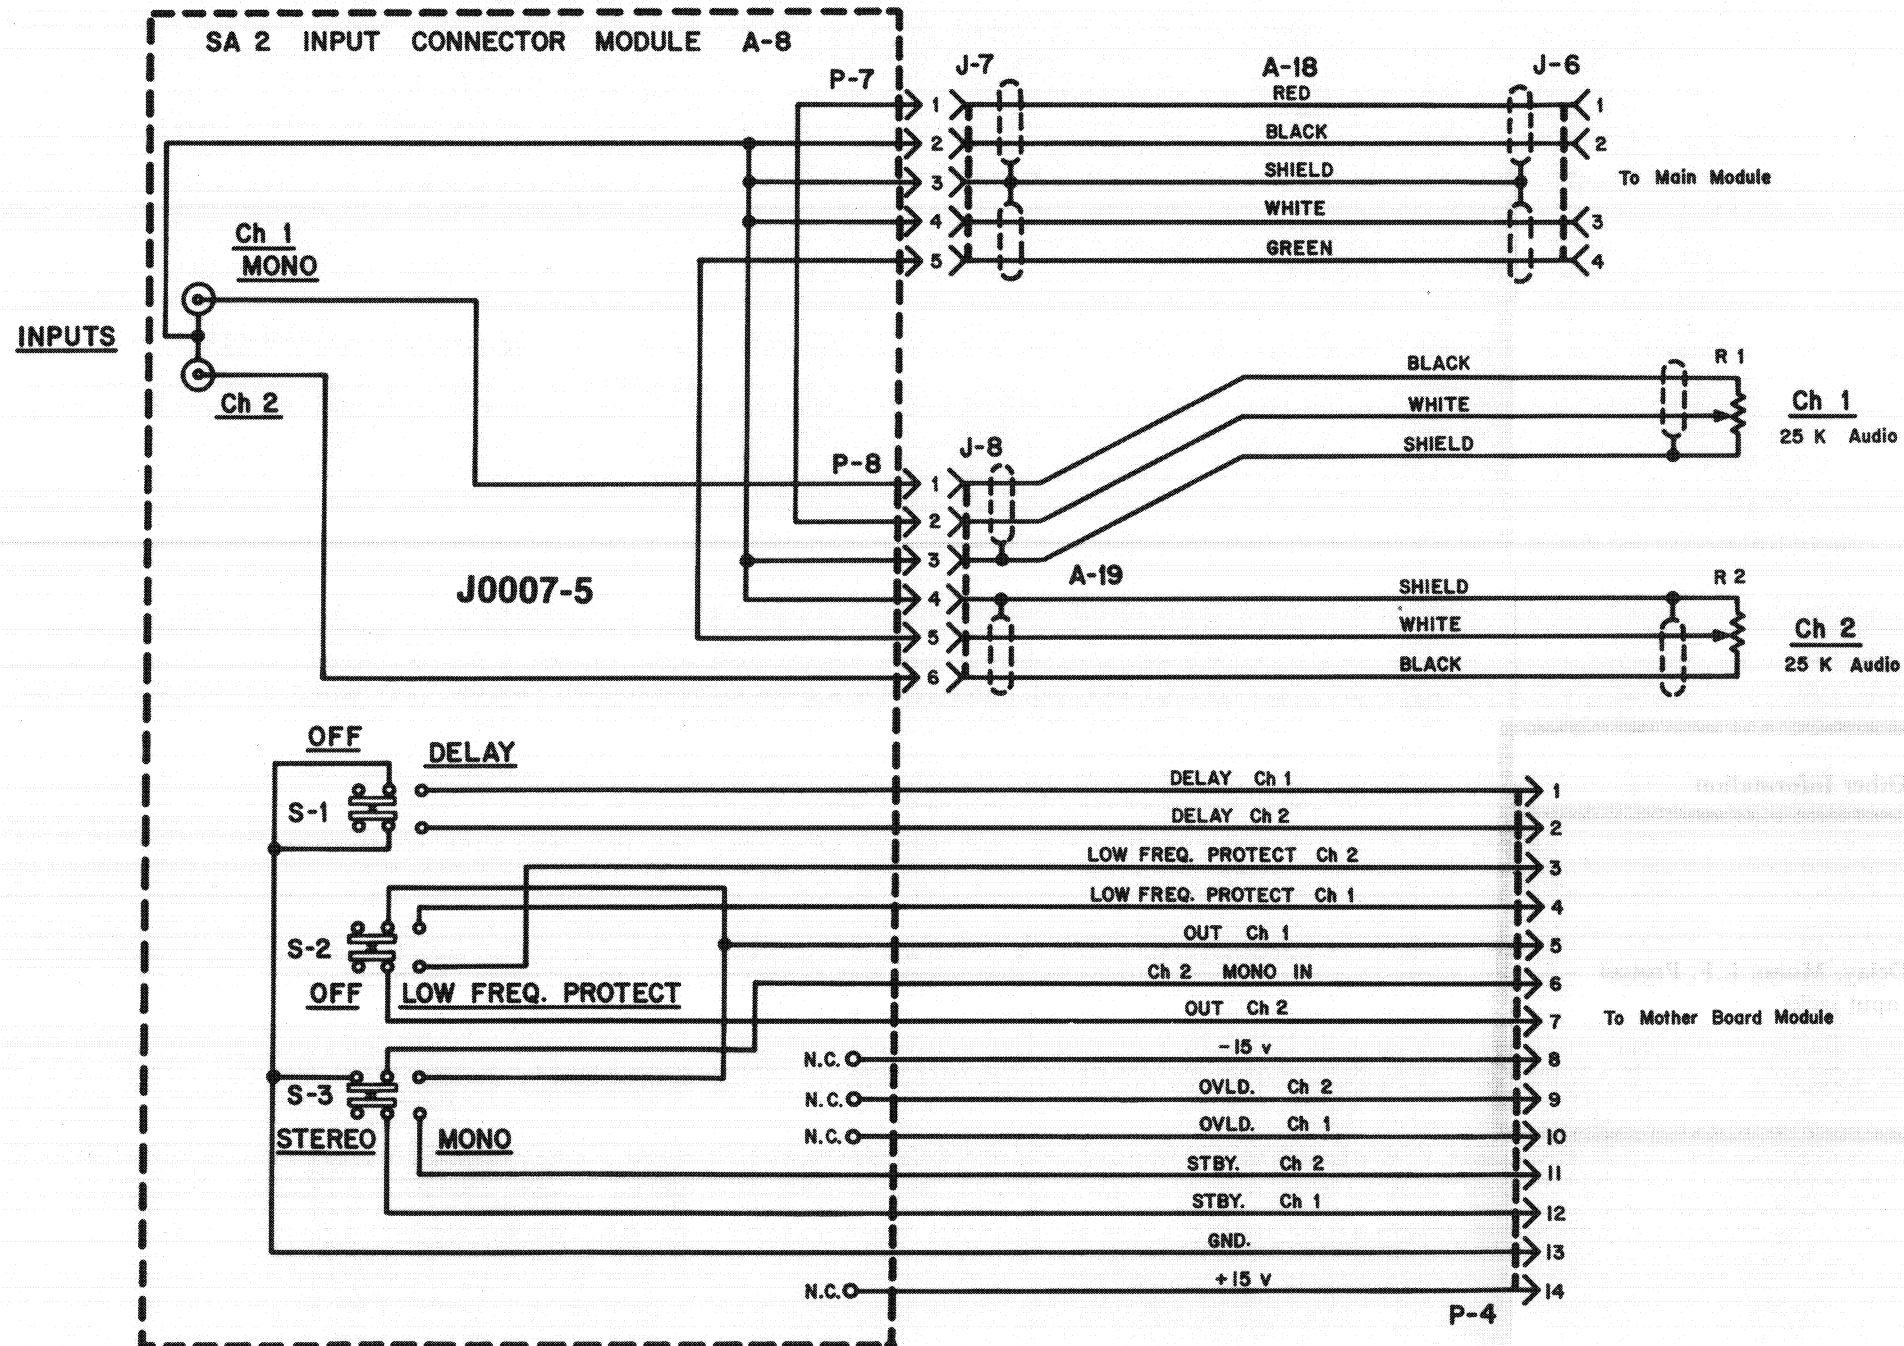 SA 2 INPUT CONNECTOR MODULE A-8
P-7
J-7
A-18
J-6
RED
1
1
BLACK
2
2
SHIELD
3
To Main Module
WHITE
4
3
GREEN
5
4
Ch 1
MONO
INPUTS
Ch 2
BLACK
R 1
WHITE
Ch 1
SHIELD
25 K Audio
P-8
J-8
1
2
3
A-19
J0007-5
4
SHIELD
R 2
5
WHITE
Ch 2
6
BLACK
25 K Audio
OFF
DELAY
S-1
DELAY Ch 1
1
DELAY Ch 2
2
LOW FREQ. PROTECT Ch 2
3
LOW FREQ. PROTECT Ch 1
4
S-2
OUT Ch 1
5
Ch 2 MONO IN
6
OFF
LOW FREQ. PROTECT
OUT Ch 2
7
To Mother Board Module
N.C.
-15 v
8
S-3
N.C.
OVLD. Ch 2
9
N.C.
OVLD. Ch 1
10
STEREO
MONO
STBY. Ch 2
11
STBY. Ch 1
12
GND.
13
N.C.
+15 v
14
P-4